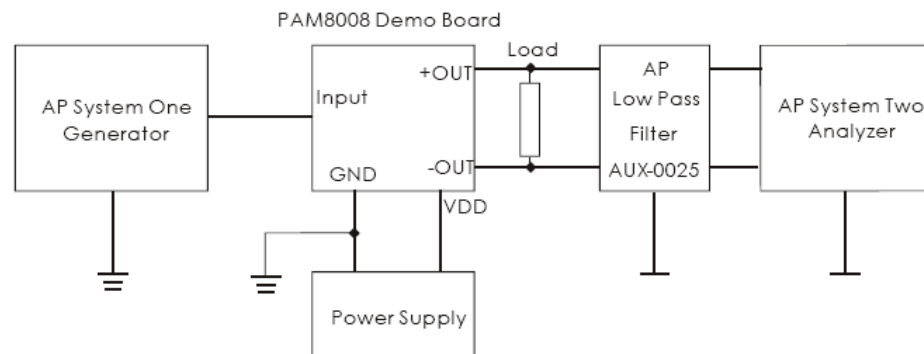 PAM8008 Demo Board
AP System One
Generator
Input
+OUT
-OUT
GND
VDD
Load
AP
Low Pass
Filter
AUX-0025
AP System Two
Analyzer
Power Supply